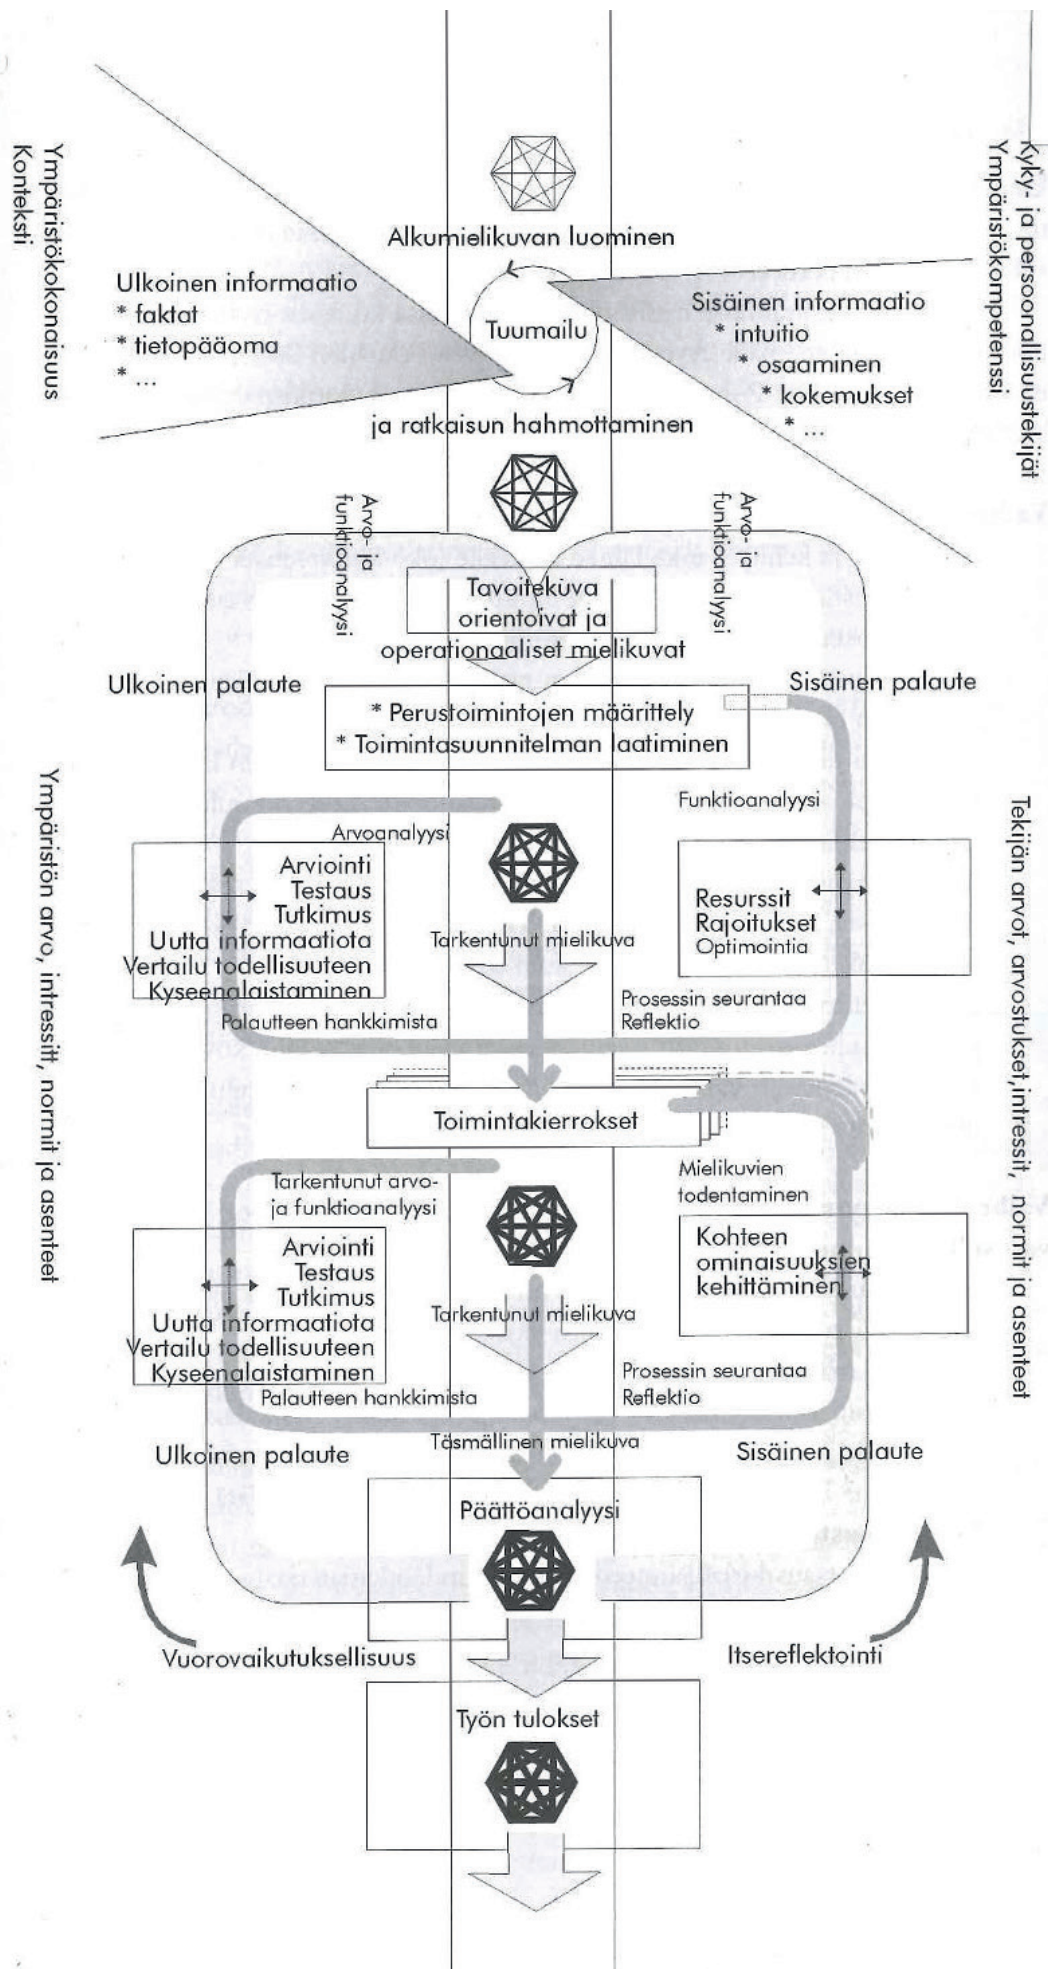 Ympäristökokonaisuus
Konteksti
Kyky- ja persoonallisuustekijät
Ympäristökompetenssi
Alkumielikuvan luominen
Ulkoinen informaatio
* faktat
* tietopääoma
* ...
Tuumailu
Sisäinen informaatio
* intuitio
* osaaminen
* kokemukset
* ...
ja ratkaisun hahmottaminen
Arvo- ja
funktioanalyysi
Arvo- ja
funktioanalyysi
Tavoitekuva
orientoivat ja
operationaaliset mielikuvat
Ulkoinen palaute
Sisäinen palaute
* Perustoimintojen määrittely
* Toimintasuunnitelman laatiminen
Ympäristön arvo, intressitt, normit ja asenteet
Tekijän arvot, arvostukset,intressit, normit ja asenteet
Arvoanalyysi
Funktioanalyysi
Arviointi
Testaus
Tutkimus
Uutta informaatiota
Vertailu todellisuuteen
Kyseenalaistaminen
Resurssit
Rajoitukset
Optimointia
Tarkentunut mielikuva
Palautteen hankkimista
Prosessin seurantaa
Reflektio
Toimintakierrokset
Tarkentunut arvo-
ja funktioanalyysi
Mielikuvien
todentaminen
Arviointi
Testaus
Tutkimus
Uutta informaatiota
Vertailu todellisuuteen
Kyseenalaistaminen
Kohteen
ominaisuuksien
kehittäminen
Tarkentunut mielikuva
Palautteen hankkimista
Prosessin seurantaa
Reflektio
Täsmällinen mielikuva
Ulkoinen palaute
Sisäinen palaute
Päättöanalyysi
Vuorovaikutuksellisuus
Itsereflektointi
Työn tulokset